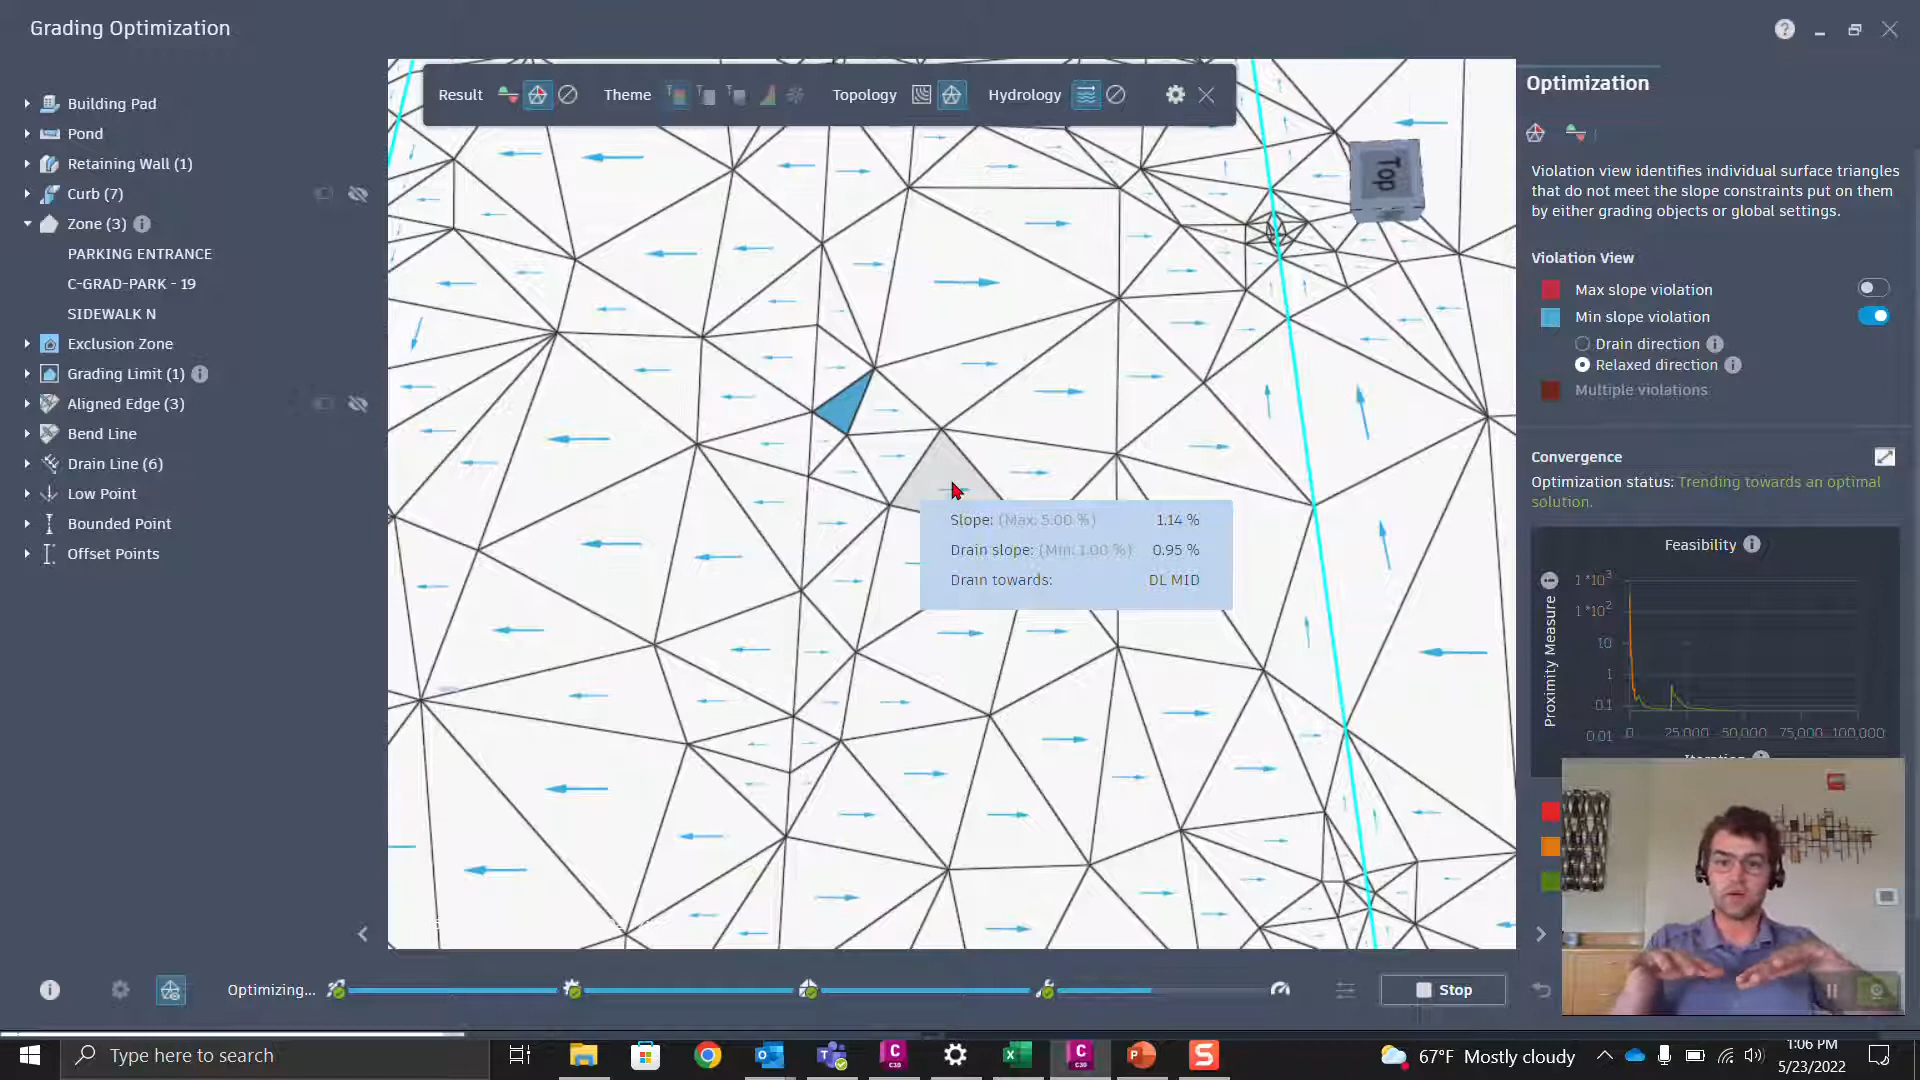 Grading Optimization
Building Pad
Pond
Retaining Wall (1)
Curb (7)
Zone (3)
PARKING ENTRANCE
C-GRAD-PARK - 19
SIDEWALK N
Exclusion Zone
Grading Limit (1)
Aligned Edge (3)
Bend Line
Drain Line (6)
Low Point
Bounded Point
Offset Points
Result
Theme
Topology
Hydrology
Top
Slope: (Max: 5.00 %) 1.14 %
Drain slope: (Min: 1.00 %) 0.95 %
Drain towards: DL MID
Optimization
Violation view identifies individual surface triangles
that do not meet the slope constraints put on them
by either grading objects or global settings.
Violation View
Max slope violation
Min slope violation
Drain direction
Relaxed direction
Multiple violations
Convergence
Optimization status: Trending towards an optimal
solution.
Feasibility
Proximity Measure
1 *10³
1 *10²
10
1
0.1
0.01
0 25,000 50,000 75,000 100,000
Optimizing...
Stop
Type here to search
C3D
C3D
67°F Mostly cloudy
1:06 PM
5/23/2022